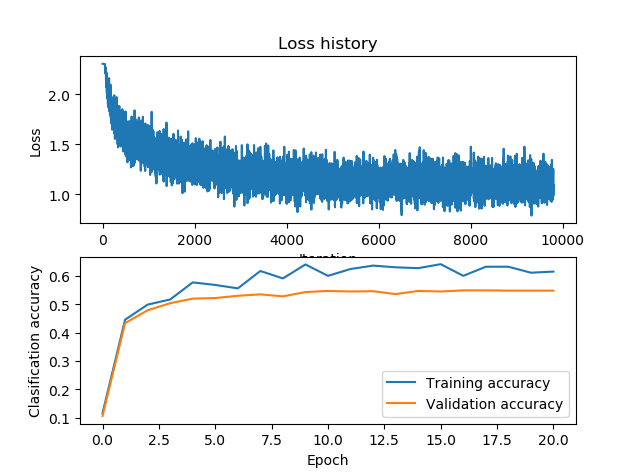 Loss history
Loss
2.0
1.5
1.0
0 2000 4000 6000 8000 10000
Clasification accuracy
0.6
0.5
0.4
0.3
0.2
0.1
Training accuracy
Validation accuracy
0.0 2.5 5.0 7.5 10.0 12.5 15.0 17.5 20.0
Epoch